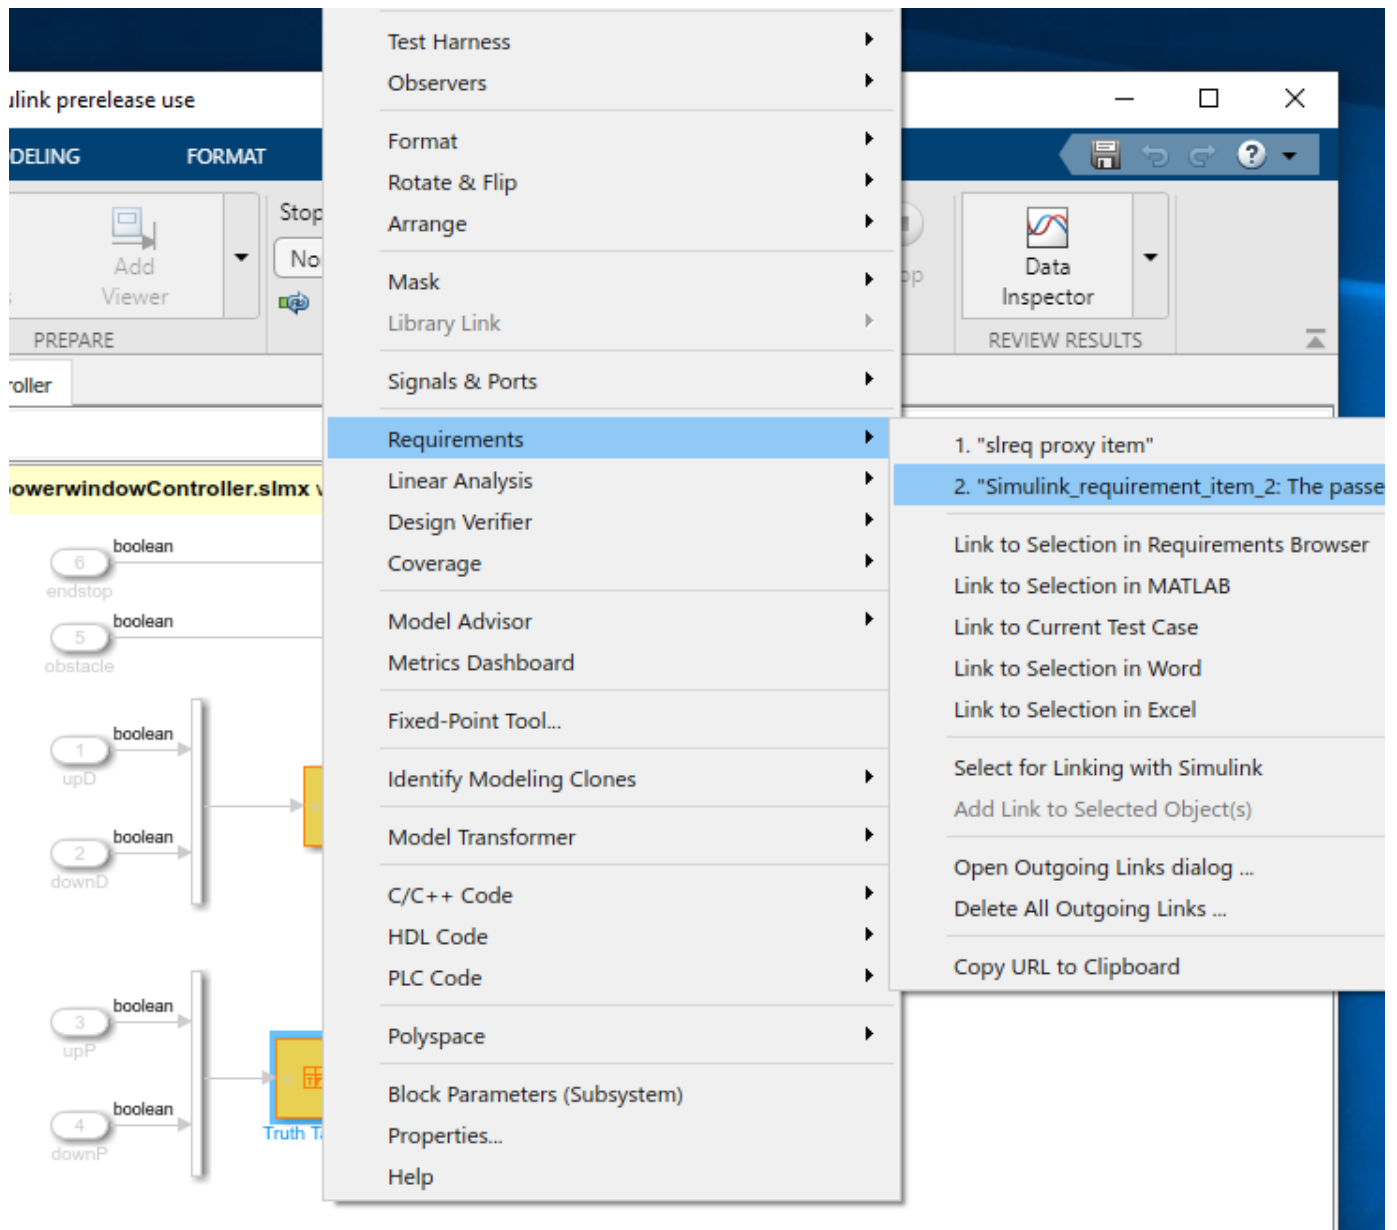 ulink prerelease use
DELING
FORMAT
Add
Viewer
PREPARE
Stop
No
Data
Inspector
REVIEW RESULTS
roller
owerwindowController.slmx
boolean
6
endstop
boolean
5
obstacle
boolean
1
upD
boolean
2
downD
boolean
3
upP
boolean
4
downP
Truth Ta
Test Harness
Observers
Format
Rotate & Flip
Arrange
Mask
Library Link
Signals & Ports
Requirements
Linear Analysis
Design Verifier
Coverage
Model Advisor
Metrics Dashboard
Fixed-Point Tool...
Identify Modeling Clones
Model Transformer
C/C++ Code
HDL Code
PLC Code
Polyspace
Block Parameters (Subsystem)
Properties...
Help
1. "slreq proxy item"
2. "Simulink_requirement_item_2: The passe
Link to Selection in Requirements Browser
Link to Selection in MATLAB
Link to Current Test Case
Link to Selection in Word
Link to Selection in Excel
Select for Linking with Simulink
Add Link to Selected Object(s)
Open Outgoing Links dialog ...
Delete All Outgoing Links ...
Copy URL to Clipboard